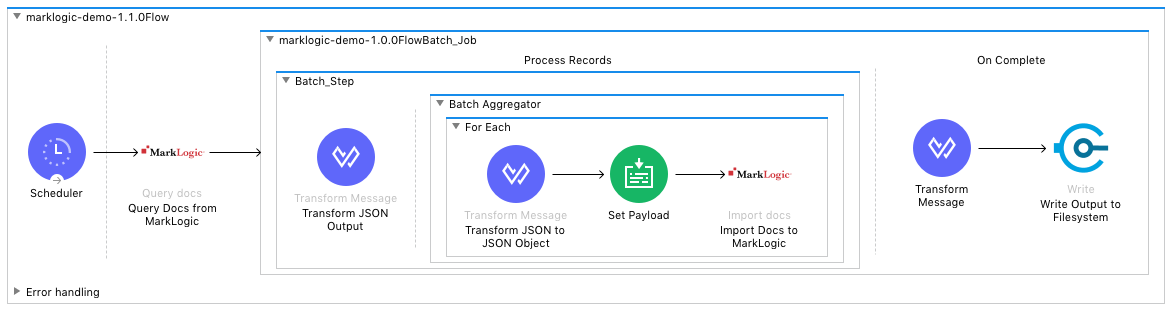 marklogic-demo-1.1.0Flow
marklogic-demo-1.0.0FlowBatch_Job
Process Records
On Complete
Batch_Step
Batch Aggregator
For Each
Scheduler
MarkLogic
Query docs
Query Docs from
MarkLogic
Transform Message
Transform JSON
Output
Transform Message
Transform JSON to
JSON Object
Set Payload
MarkLogic
Import docs
Import Docs to
MarkLogic
Transform
Message
Write
Write Output to
Filesystem
Error handling